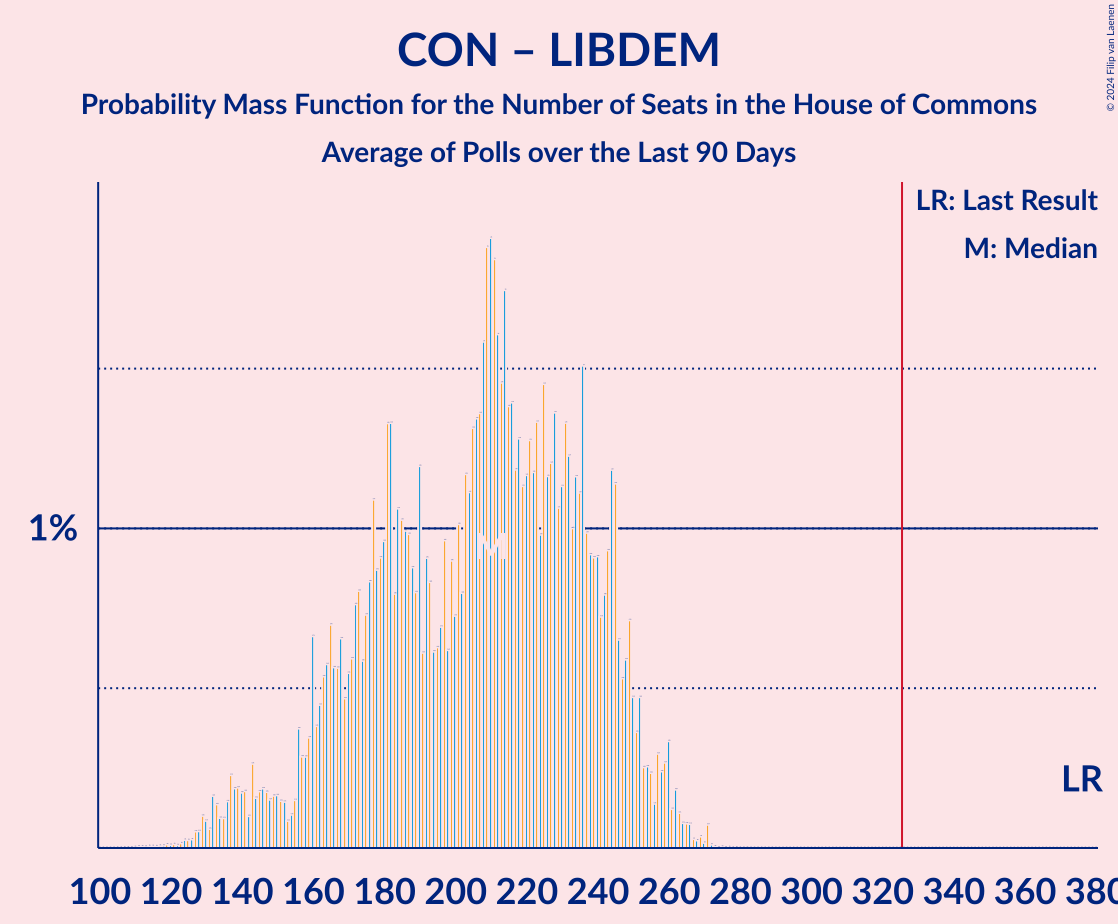 CON – LIBDEM
Probability Mass Function for the Number of Seats in the House of Commons
Average of Polls over the Last 90 Days
© 2024 Filip van Laenen
LR: Last Result
M: Median
1%
M
LR
100 120 140 160 180 200 220 240 260 280 300 320 340 360 380